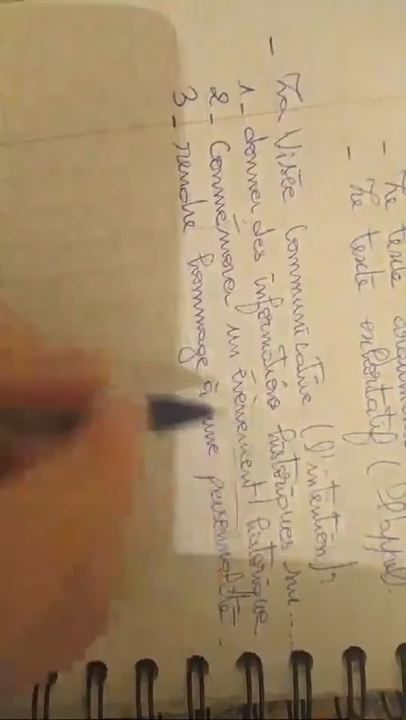 - Le texte
- Le texte exhortatif (l'appel.
- La Visée Communicative (l'intention):
1- donner des informations historiques sur.....
2- Commémorer un événement historique
3- rendre hommage à une personnalité.